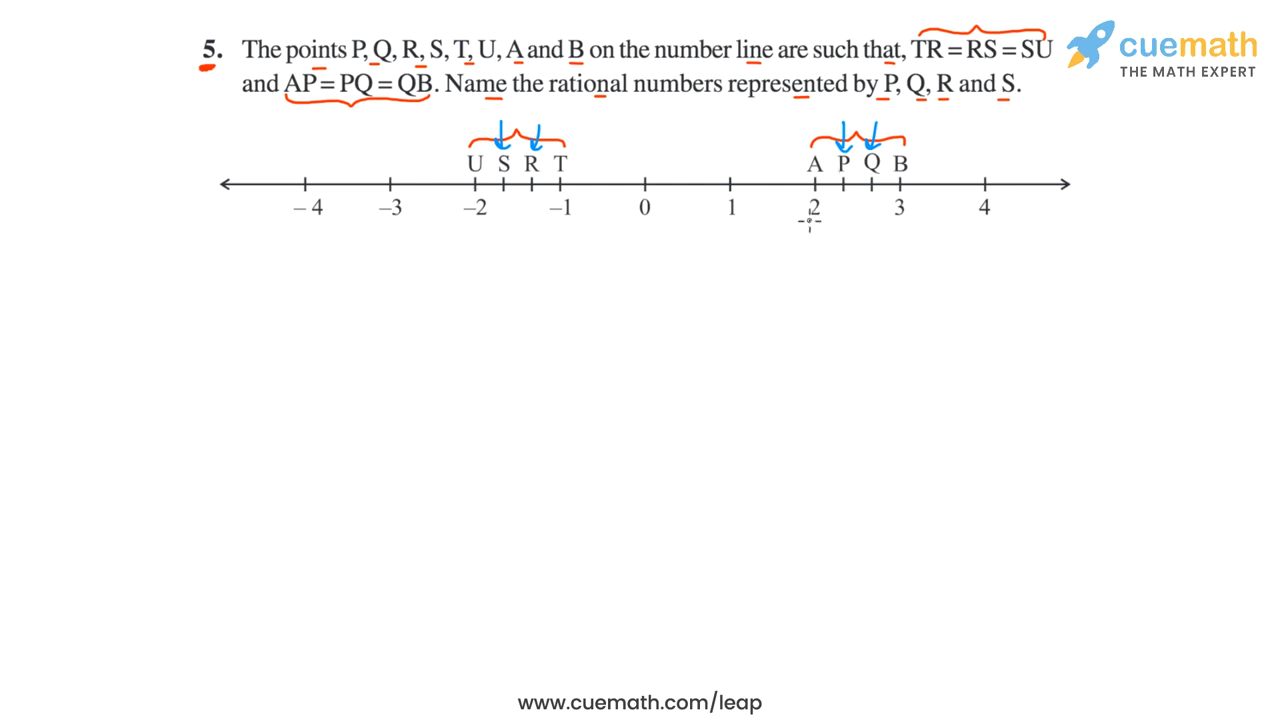 5. The points P, Q, R, S, T, U, A and B on the number line are such that, TR = RS = SU
and AP = PQ = QB. Name the rational numbers represented by P, Q, R and S.
cuemath
THE MATH EXPERT
U S R T A P Q B
–4 –3 –2 –1 0 1 2 3 4
www.cuemath.com/leap